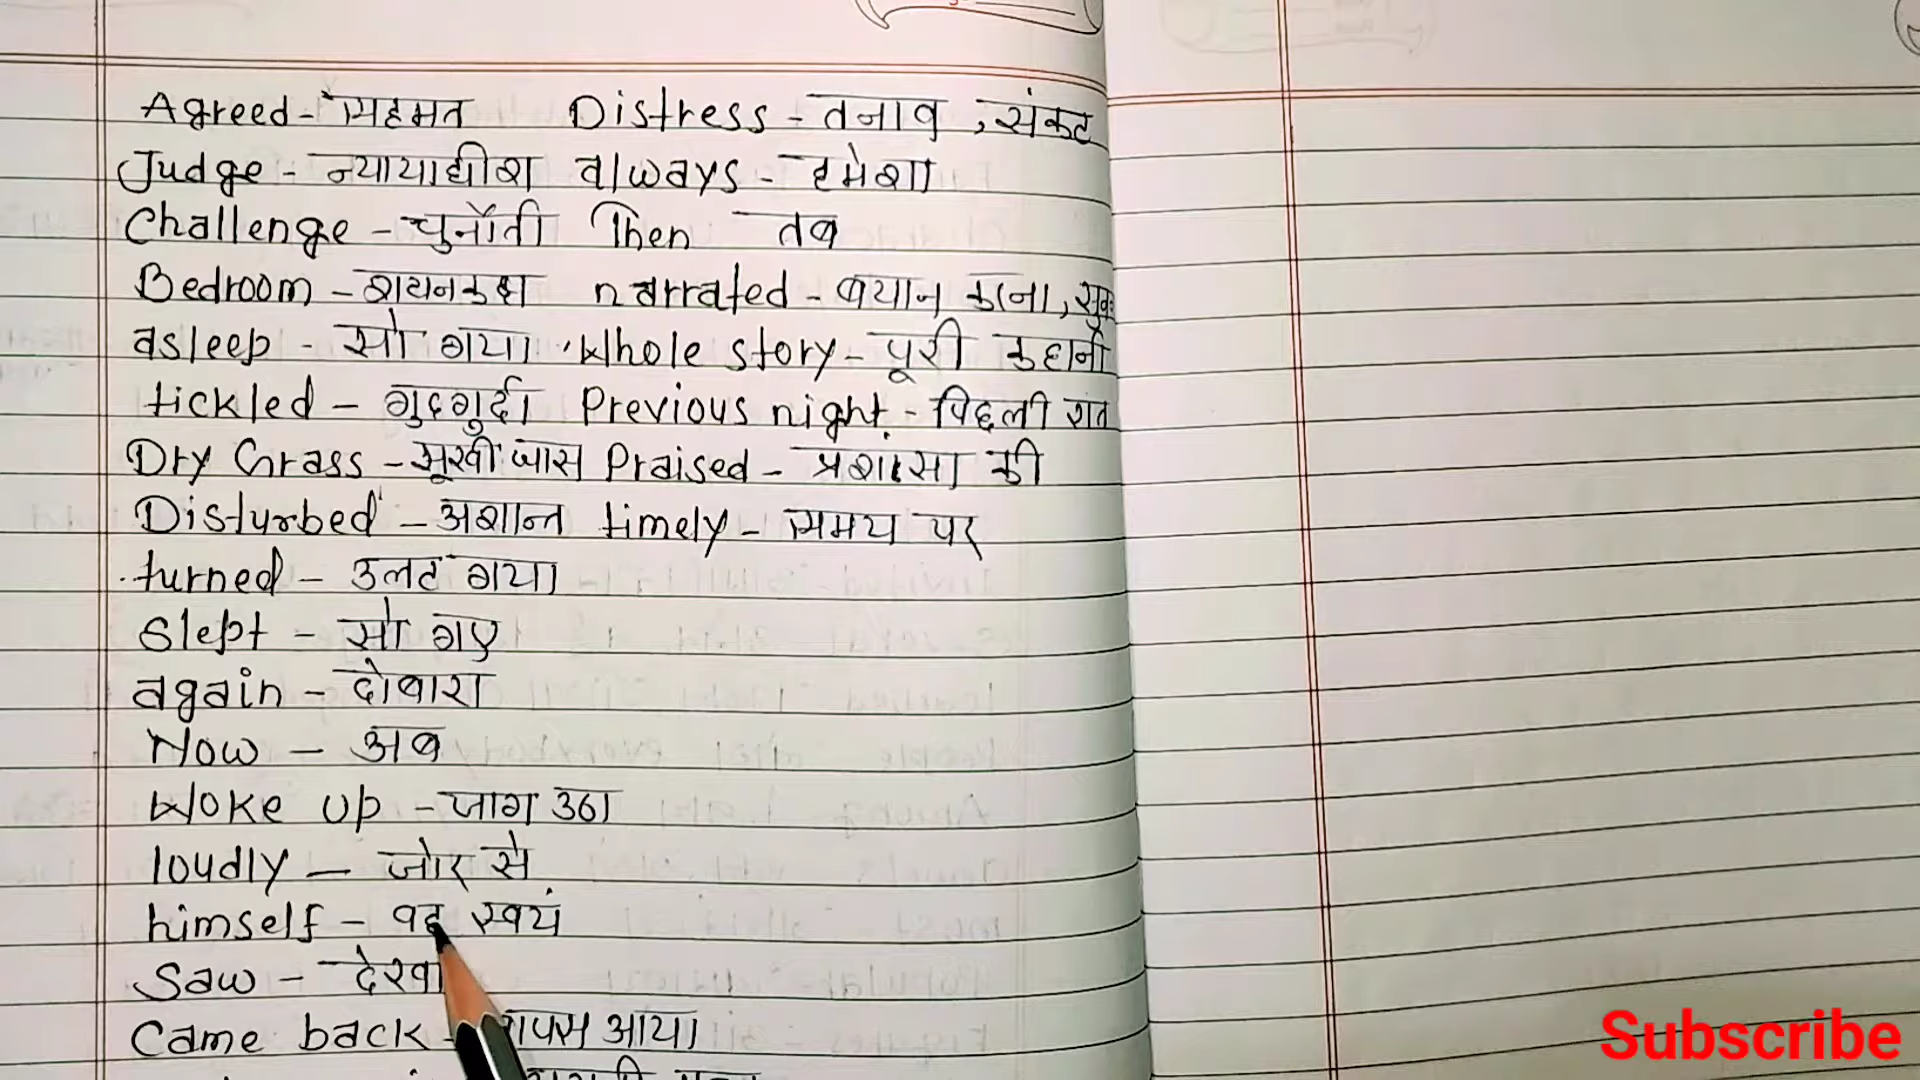 Agreed - सहमत Distress - तनाव, संकट
Judge - न्यायाधीश always - हमेशा
Challenge - चुनौती Then तब
Bedroom - शयनकक्ष narrated - बयान करना,
asleep - सो गया Whole story - पूरी कहानी
tickled - गुदगुदी Previous night - पिछली रात
Dry Grass - सूखी घास Praised - प्रशंसा की
Disturbed - अशान्त timely - समय पर
turned - उलट गया
Slept - सो गए
again - दोबारा
Now - अब
Woke up - जाग उठा
loudly - जोर से
himself - वह स्वयं
Saw - देखा
Came back - वापस आया
Subscribe